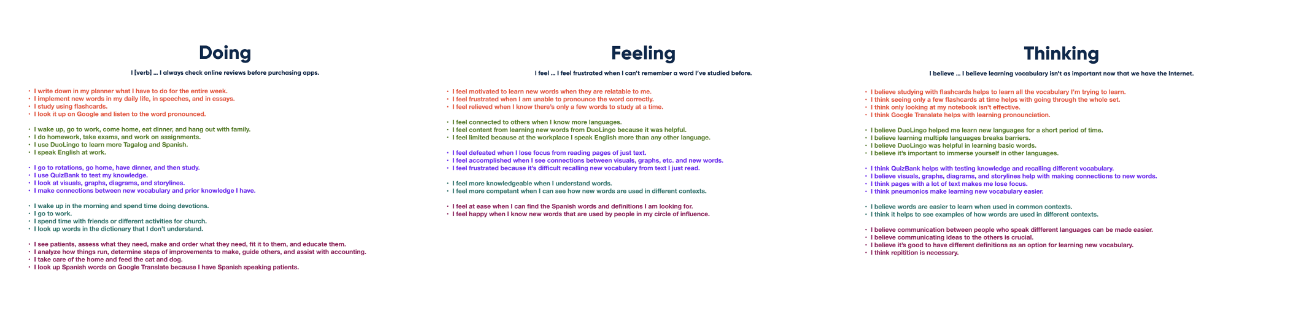 Doing
I [verb] ... I always check online reviews before purchasing apps.
• I write down in my planner what I have to do for the entire week.
• I implement new words in my daily life, in speeches, and in essays.
• I study using flashcards.
• I look it up on Google and listen to the word pronounced.
• I wake up, go to work, come home, eat dinner, and hang out with family.
• I do homework, take exams, and work on assignments.
• I use DuoLingo to learn more Tagalog and Spanish.
• I speak English at work.
• I go to rotations, go home, have dinner, and then study.
• I use QuizBank to test my knowledge.
• I look at visuals, graphs, diagrams, and storylines.
• I make connections between new vocabulary and prior knowledge I have.
• I wake up in the morning and spend time doing devotions.
• I go to work.
• I spend time with friends or different activities for church.
• I look up words in the dictionary that I don't understand.
• I see patients, assess what they need, make and order what they need, fit it to them, and educate them.
• I analyze how things run, determine steps of improvements to make, guide others, and assist with accounting.
• I take care of the home and feed the cat and dog.
• I look up Spanish words on Google Translate because I have Spanish speaking patients.
Feeling
I feel ... I feel frustrated when I can't remember a word I've studied before.
• I feel motivated to learn new words when they are relatable to me.
• I feel frustrated when I am unable to pronounce the word correctly.
• I feel relieved when I know there's only a few words to study at a time.
• I feel connected to others when I know more languages.
• I feel content from learning new words from DuoLingo because it was helpful.
• I feel limited because at the workplace I speak English more than any other language.
• I feel defeated when I lose focus from reading pages of just text.
• I feel accomplished when I see connections between visuals, graphs, etc. and new words.
• I feel frustrated because it's difficult recalling new vocabulary from text I just read.
• I feel more knowledgeable when I understand words.
• I feel more competant when I can see how new words are used in different contexts.
• I feel at ease when I can find the Spanish words and definitions I am looking for.
• I feel happy when I know new words that are used by people in my circle of influence.
Thinking
I believe ... I believe learning vocabulary isn't as important now that we have the internet.
• I believe studying with flashcards helps to learn all the vocabulary I'm trying to learn.
• I think seeing only a few flashcards at time helps with going through the whole set.
• I think only looking at my notebook isn't effective.
• I think Google Translate helps with learning pronounciation.
• I believe DuoLingo helped me learn new languages for a short period of time.
• I believe learning multiple languages breaks barriers.
• I believe DuoLingo was helpful in learning basic words.
• I believe it's important to immerse yourself in other languages.
• I think QuizBank helps with testing knowledge and recalling different vocabulary.
• I believe visuals, graphs, diagrams, and storylines help with making connections to new words.
• I think pages with a lot of text makes me lose focus.
• I think pneumonics make learning new vocabulary easier.
• I believe words are easier to learn when used in common contexts.
• I think it helps to see examples of how words are used in different contexts.
• I believe communication between people who speak diffferent languages can be made easier.
• I believe communicating ideas to the others is crucial.
• I believe it's good to have different definitions as an option for learning new vocabulary.
• I think repitition is necessary.